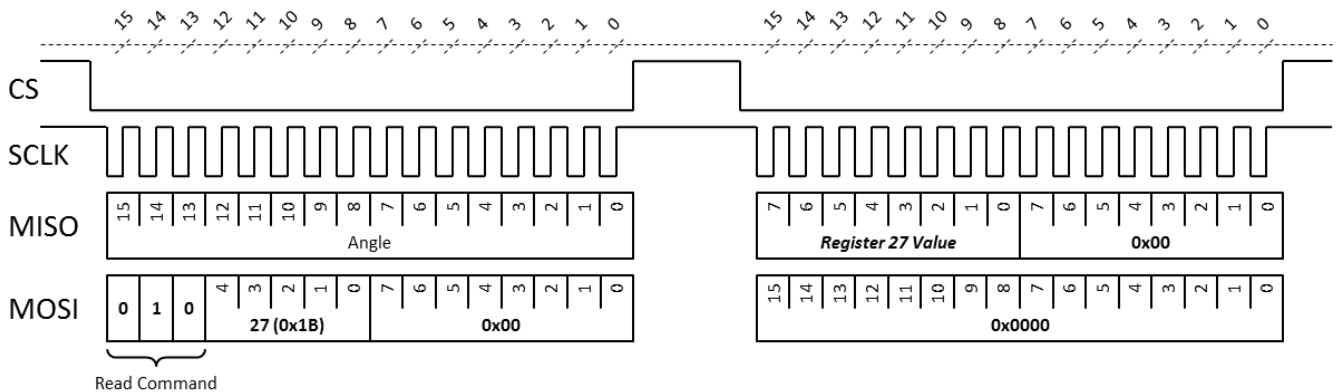 15 14 13 12 11 10 9 8 7 6 5 4 3 2 1 0 15 14 13 12 11 10 9 8 7 6 5 4 3 2 1 0
CS
SCLK
MISO 15 14 13 12 11 10 9 8 7 6 5 4 3 2 1 0 7 6 5 4 3 2 1 0 7 6 5 4 3 2 1 0
Angle Register 27 Value 0x00
MOSI 0 1 0 4 3 2 1 0 7 6 5 4 3 2 1 0 15 14 13 12 11 10 9 8 7 6 5 4 3 2 1 0
27 (0x1B) 0x00 0x0000
Read Command